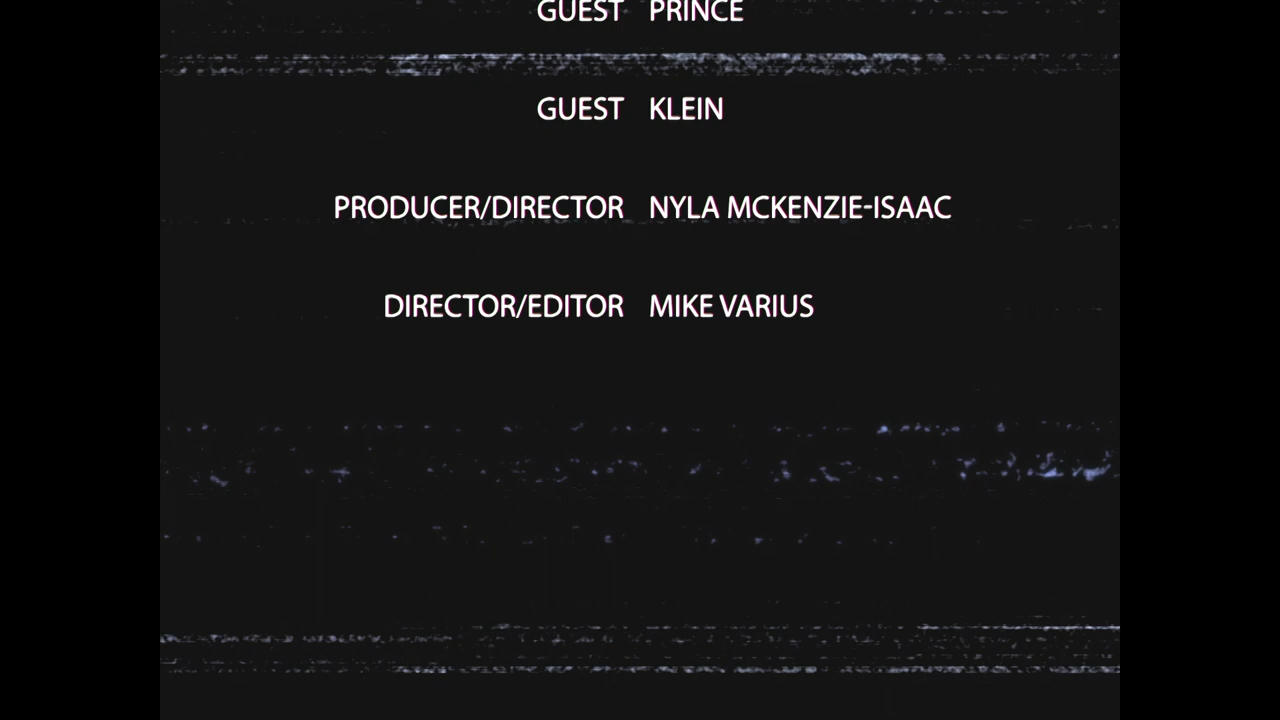 GUEST PRINCE
GUEST KLEIN
PRODUCER/DIRECTOR NYLA MCKENZIE-ISAAC
DIRECTOR/EDITOR MIKE VARIUS